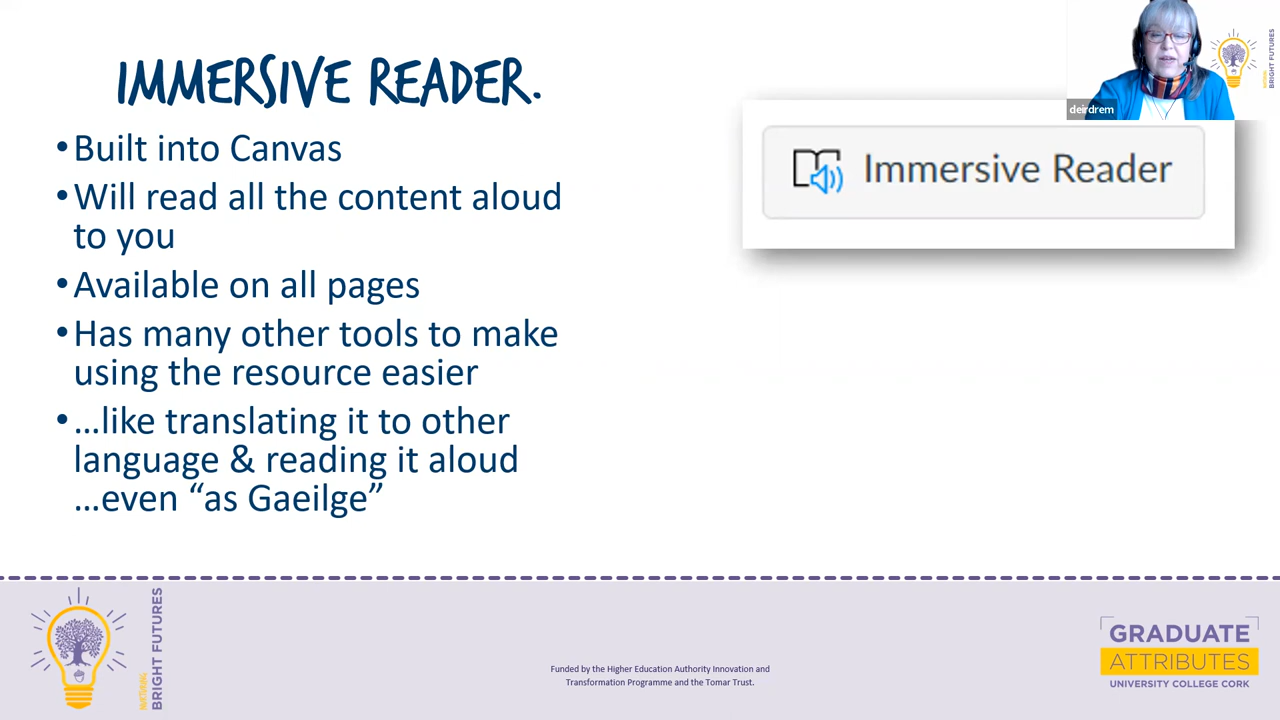 IMMERSIVE READER.
•Built into Canvas
•Will read all the content aloud
to you
•Available on all pages
•Has many other tools to make
using the resource easier
•…like translating it to other
language & reading it aloud
…even “as Gaeilge”
Immersive Reader
deirdrem
BRIGHT FUTURES
NURTURING
BRIGHT FUTURES
Funded by the Higher Education Authority Innovation and
Transformation Programme and the Tomar Trust.
GRADUATE
ATTRIBUTES
UNIVERSITY COLLEGE CORK